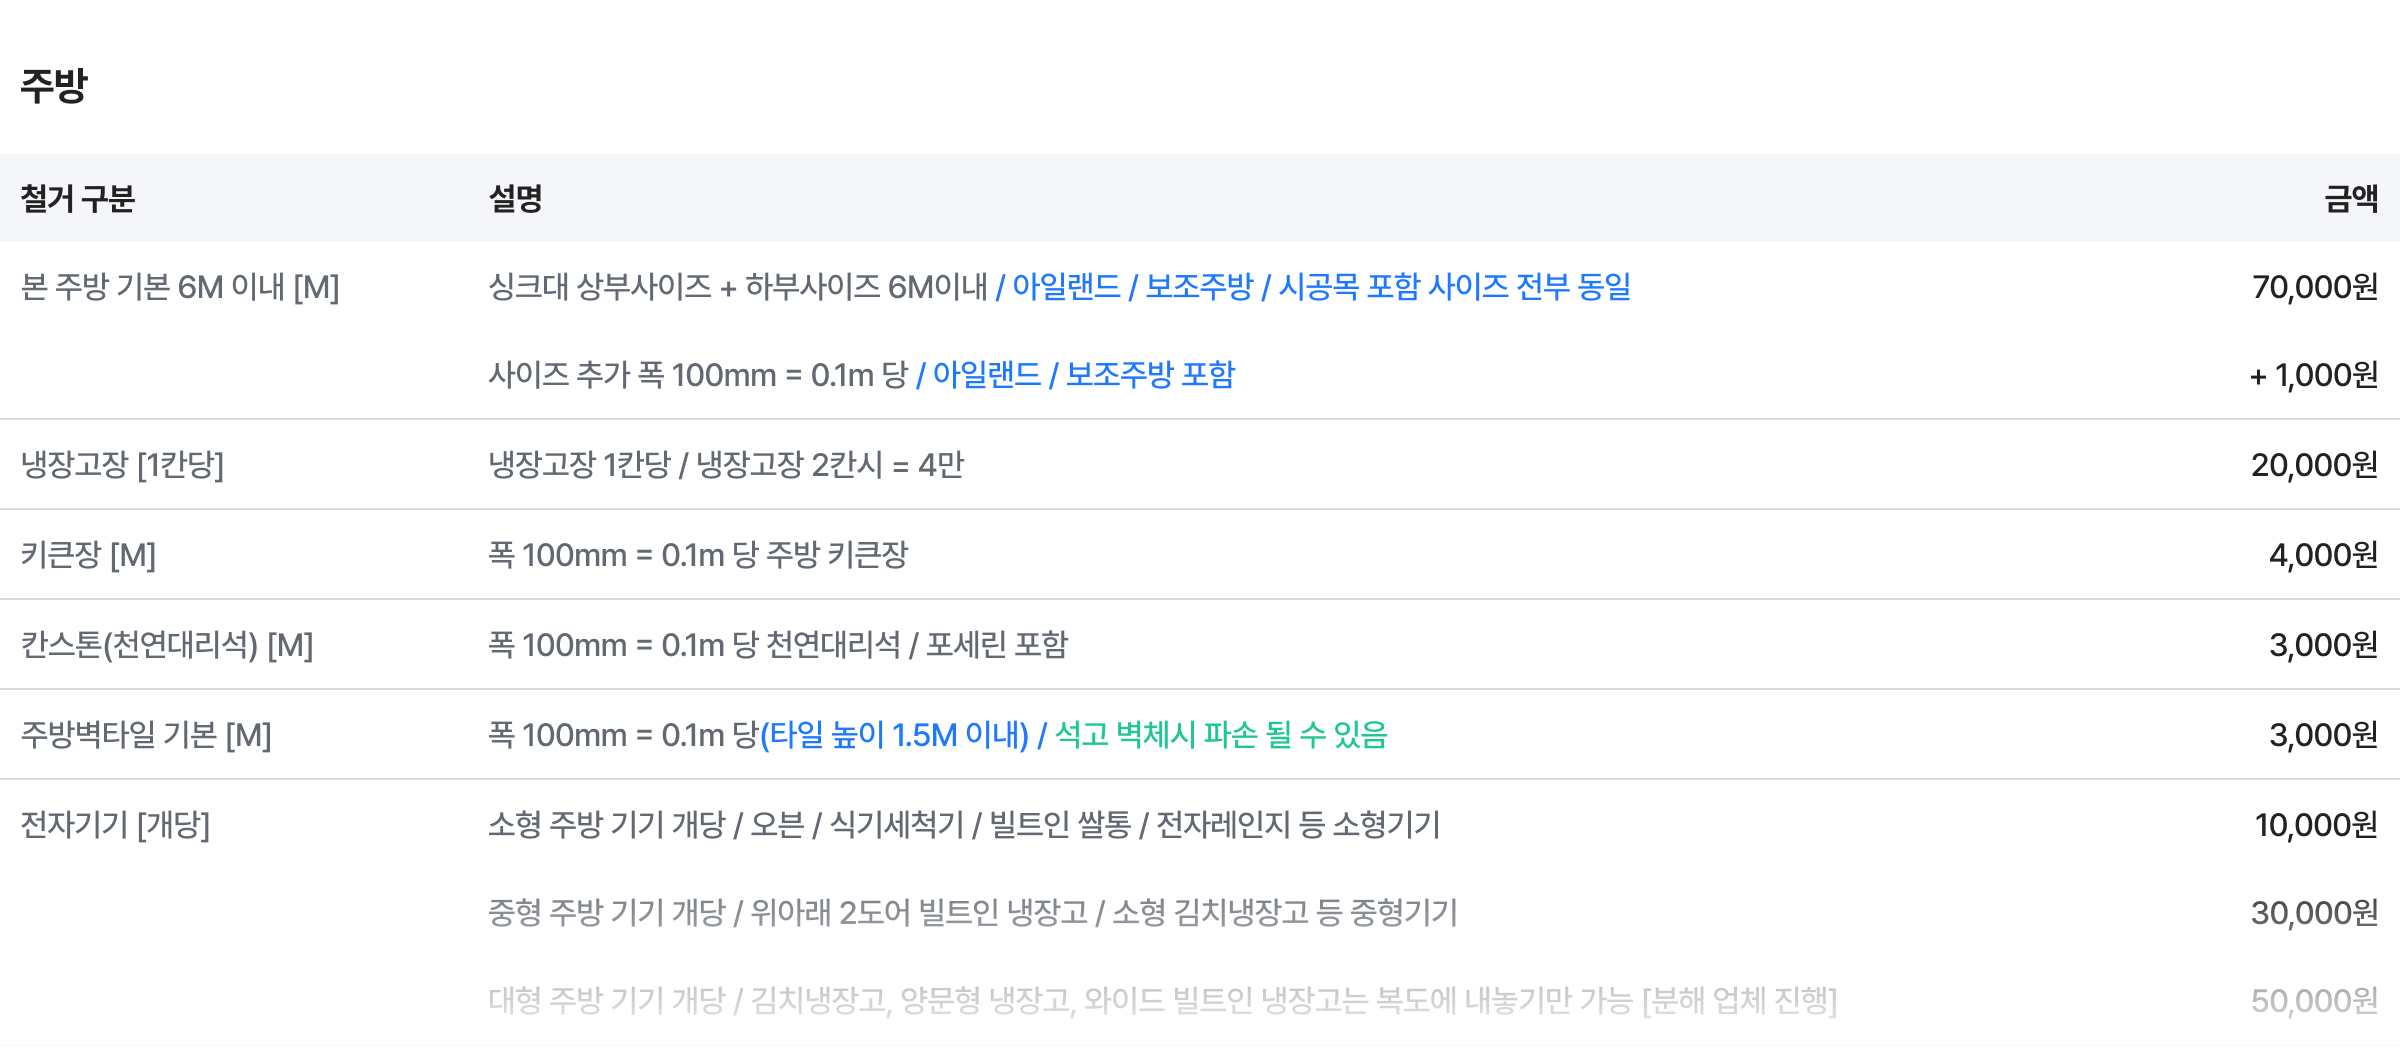 주방
철거 구분 설명 금액
본 주방 기본 6M 이내 [M] 싱크대 상부사이즈 + 하부사이즈 6M이내 / 아일랜드 / 보조주방 / 시공목 포함 사이즈 전부 동일 70,000원
사이즈 추가 폭 100mm = 0.1m 당 / 아일랜드 / 보조주방 포함 + 1,000원
냉장고장 [1칸당] 냉장고장 1칸당 / 냉장고장 2칸시 = 4만 20,000원
키큰장 [M] 폭 100mm = 0.1m 당 주방 키큰장 4,000원
칸스톤(천연대리석) [M] 폭 100mm = 0.1m 당 천연대리석 / 포세린 포함 3,000원
주방벽타일 기본 [M] 폭 100mm = 0.1m 당(타일 높이 1.5M 이내) / 석고 벽체시 파손 될 수 있음 3,000원
전자기기 [개당] 소형 주방 기기 개당 / 오븐 / 식기세척기 / 빌트인 쌀통 / 전자레인지 등 소형기기 10,000원
중형 주방 기기 개당 / 위아래 2도어 빌트인 냉장고 / 소형 김치냉장고 등 중형기기 30,000원
대형 주방 기기 개당 / 김치냉장고, 양문형 냉장고, 와이드 빌트인 냉장고는 복도에 내놓기만 가능 [분해 업체 진행] 50,000원